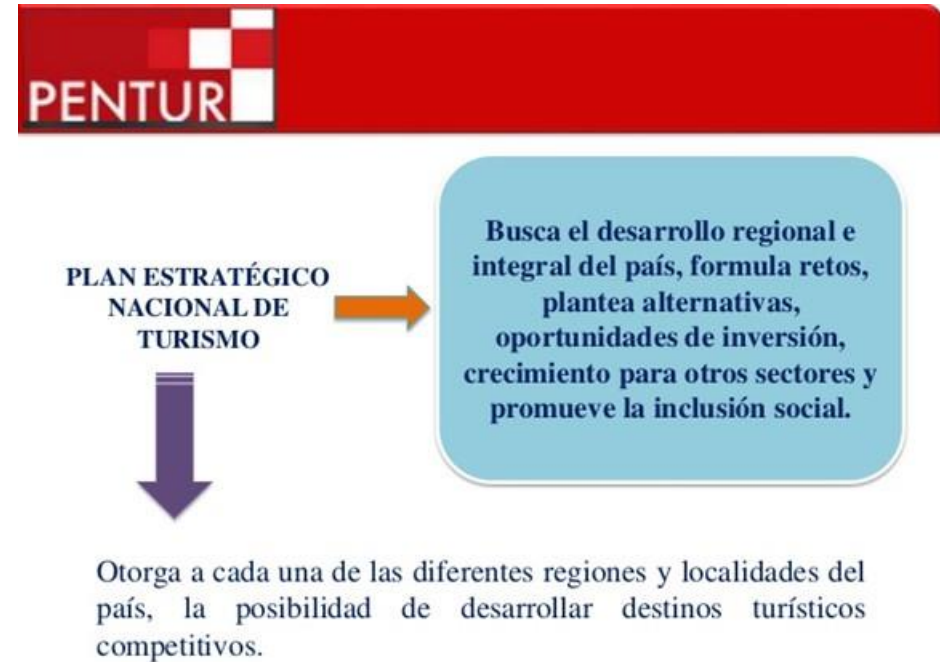 PENTUR
PLAN ESTRATÉGICO
NACIONAL DE
TURISMO
Busca el desarrollo regional e
integral del país, formula retos,
plantea alternativas,
oportunidades de inversión,
crecimiento para otros sectores y
promueve la inclusión social.
Otorga a cada una de las diferentes regiones y localidades del
país, la posibilidad de desarrollar destinos turísticos
competitivos.